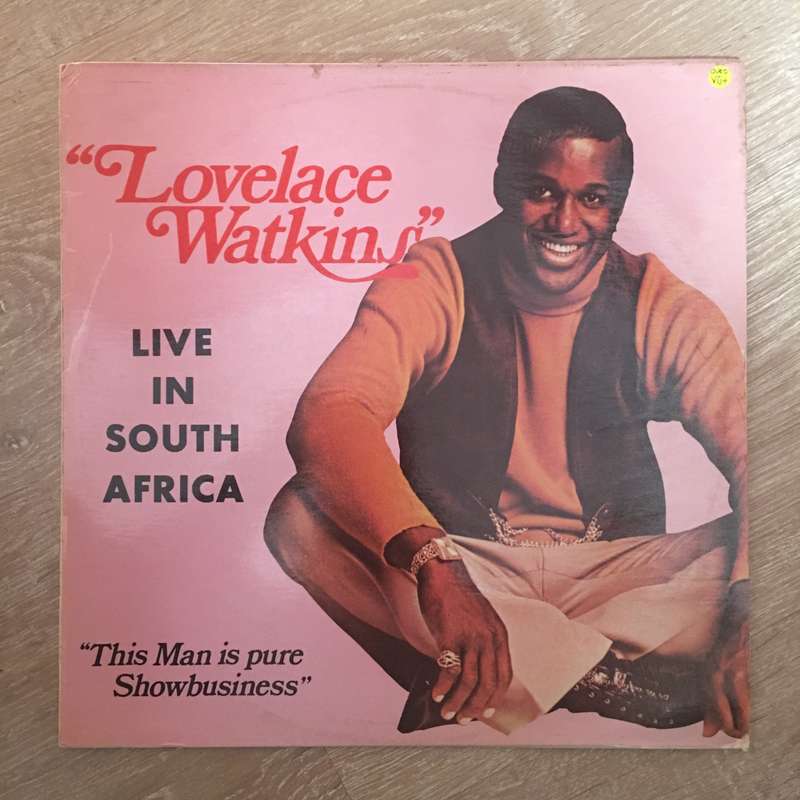 “Lovelace
Watkins”
LIVE
IN
SOUTH
AFRICA
“This Man is pure
Showbusiness”